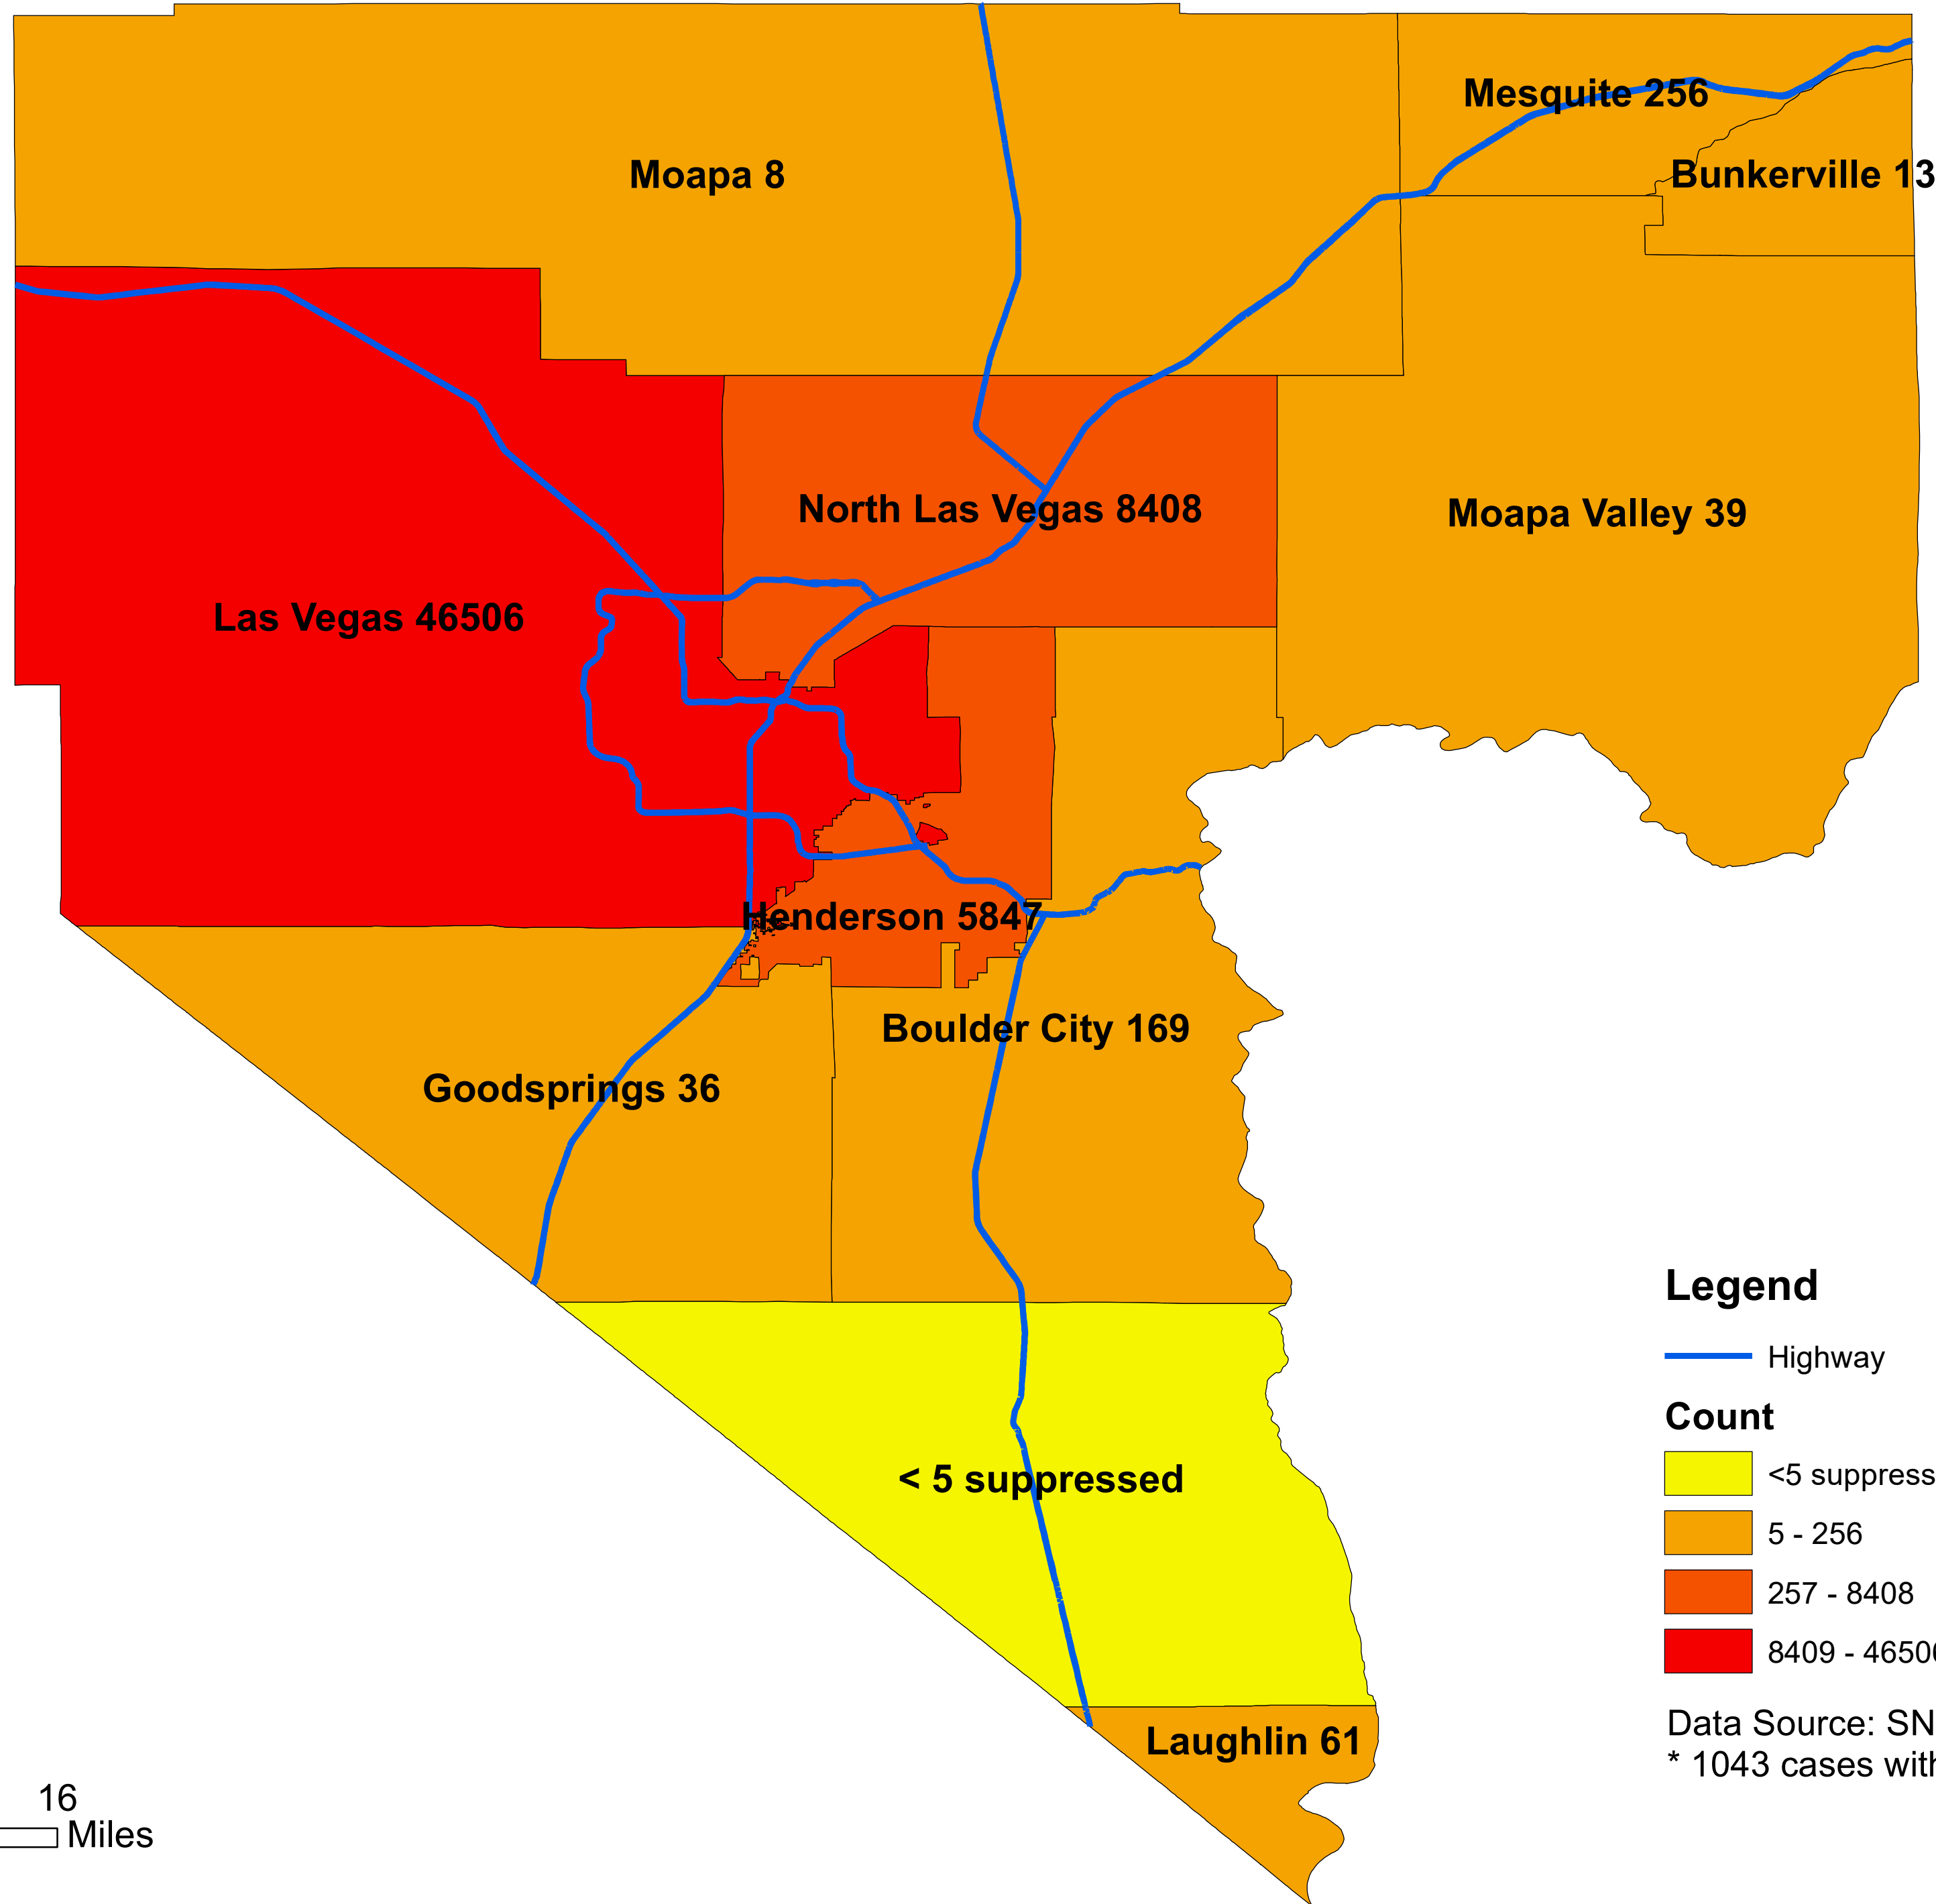 Mesquite 256
Moapa 8
Bunkerville 13
North Las Vegas 8408
Moapa Valley 39
Las Vegas 46506
Henderson 5847
Boulder City 169
Goodsprings 36
< 5 suppressed
Laughlin 61
Legend
Highway
Count
<5 suppress
5 - 256
257 - 8408
8409 - 46506
Data Source: SN
* 1043 cases with
16
Miles